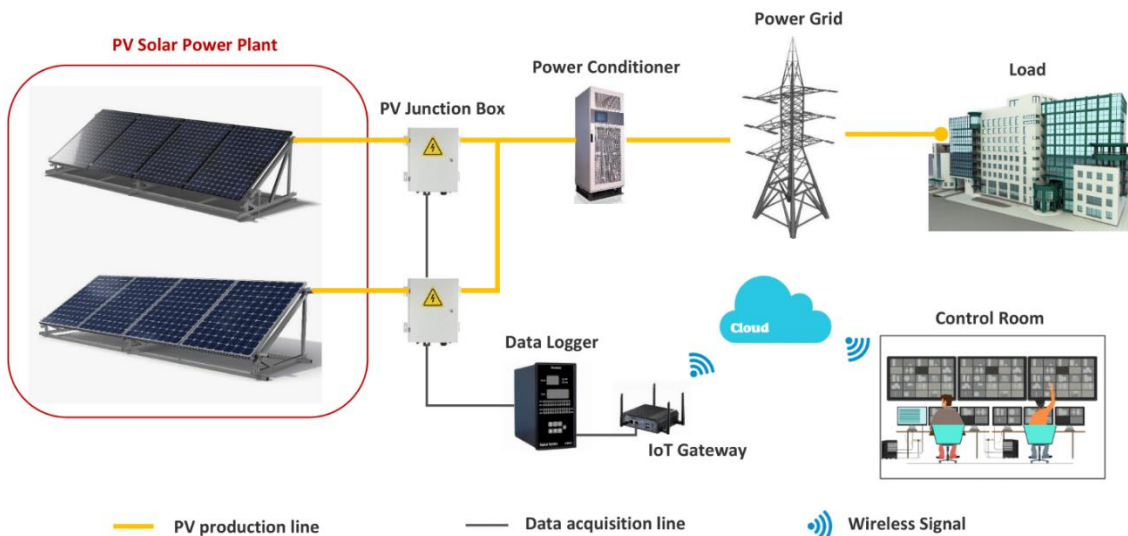 Power Grid
PV Solar Power Plant
Power Conditioner
Load
PV Junction Box
Cloud
Control Room
Data Logger
IoT Gateway
PV production line
Data acquisition line
Wireless Signal